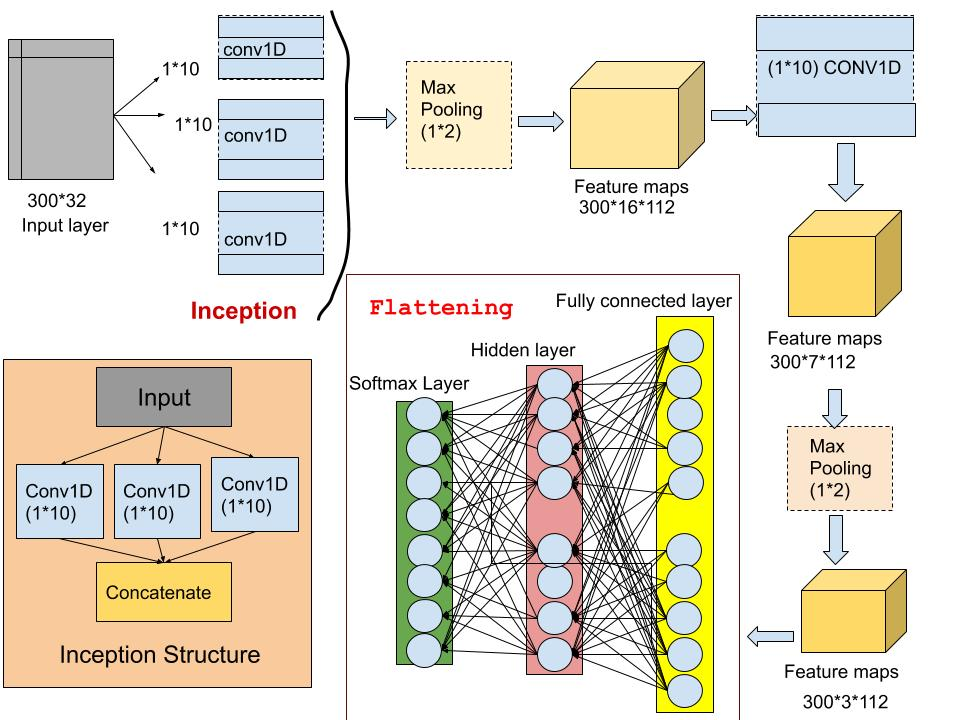 300*32
Input layer
1*10
1*10
1*10
conv1D
conv1D
conv1D
Inception
Max
Pooling
(1*2)
Feature maps
300*16*112
(1*10) CONV1D
Feature maps
300*7*112
Max
Pooling
(1*2)
Feature maps
300*3*112
Flattening
Fully connected layer
Hidden layer
Softmax Layer
Input
Conv1D
(1*10)
Conv1D
(1*10)
Conv1D
(1*10)
Concatenate
Inception Structure